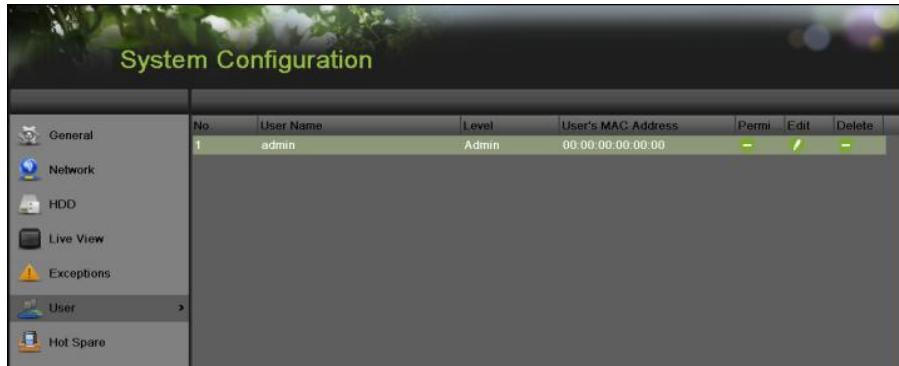 System Configuration
No. User Name Level User's MAC Address Permi Edit Delete
1 admin Admin 00:00:00:00:00:00
General
Network
HDD
Live View
Exceptions
User
Hot Spare